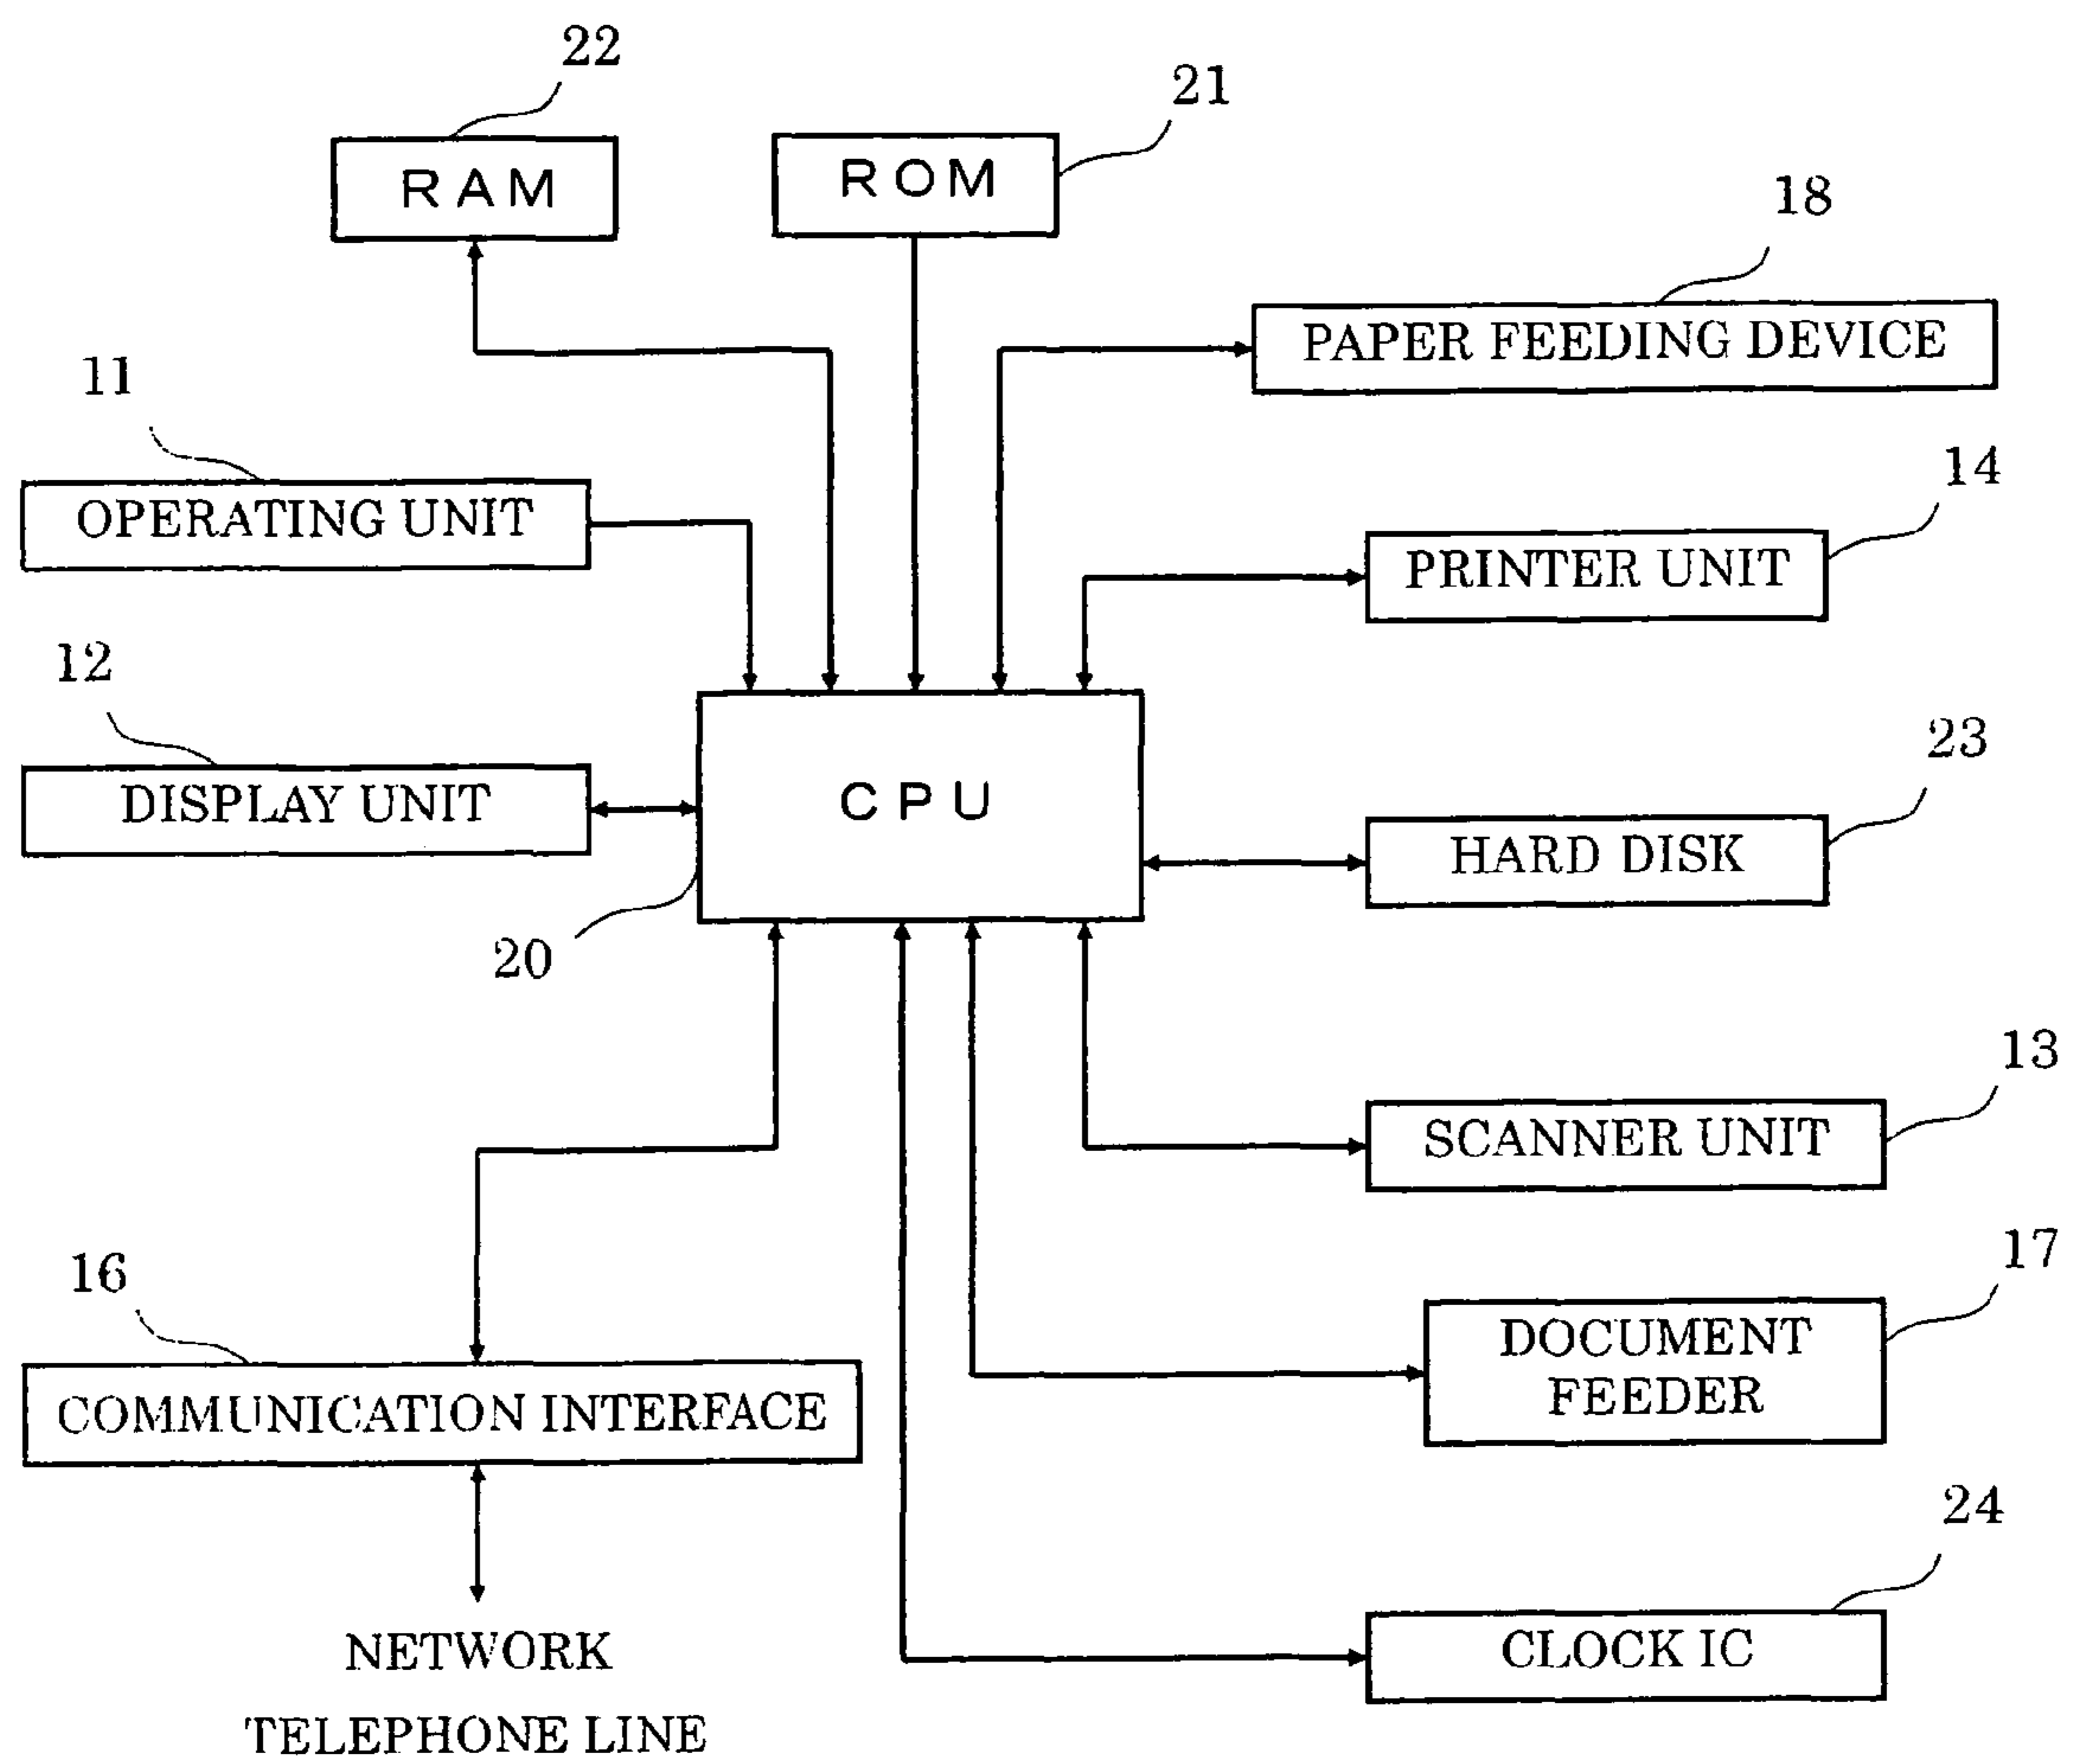 22
RAM
21
ROM
18
PAPER FEEDING DEVICE
11
OPERATING UNIT
14
PRINTER UNIT
12
DISPLAY UNIT
CPU
20
23
HARD DISK
13
SCANNER UNIT
16
COMMUNICATION INTERFACE
17
DOCUMENT
FEEDER
24
CLOCK IC
NETWORK
TELEPHONE LINE